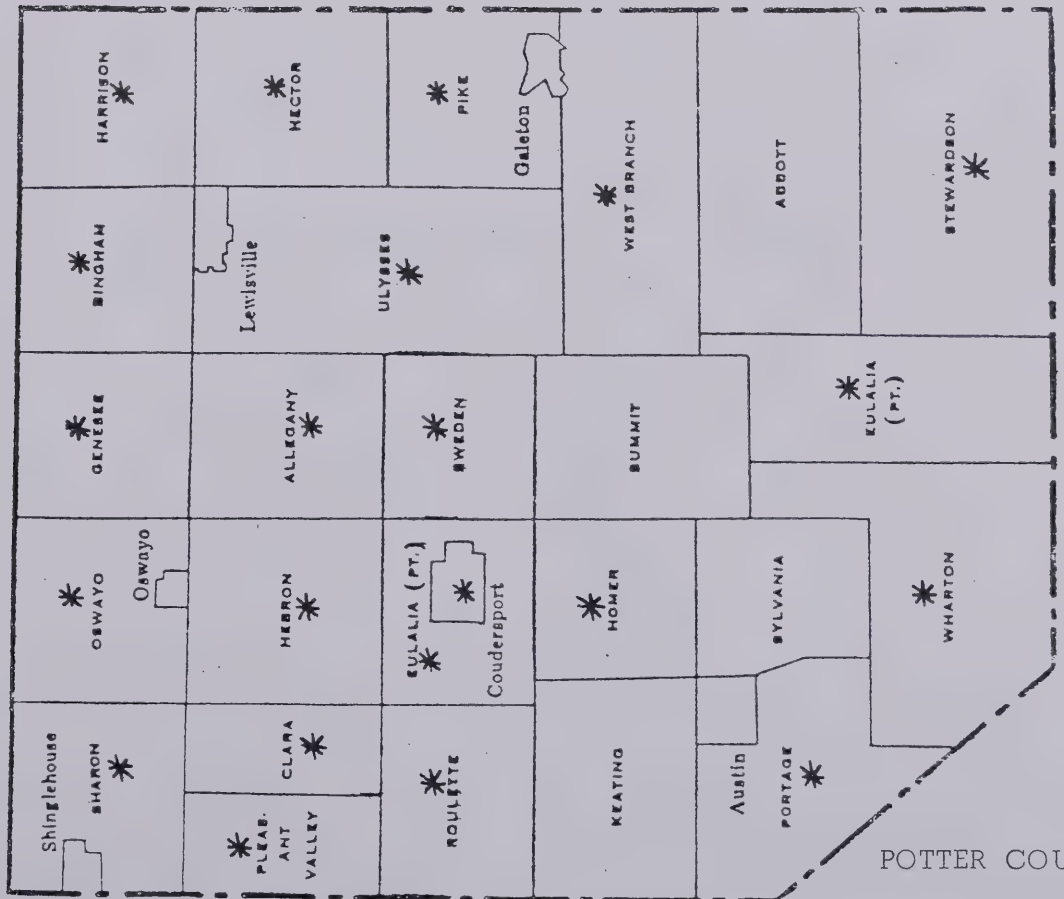 Shinglehouse
SHARON
OSWAYO
Oswayo
GENESEE
BINGHAM
HARRISON
PLEAS-
ANT
VALLEY
CLARA
HEBRON
ALLEGANY
Lewisville
ULYSSES
HECTOR
ROULETTE
EULALIA (PT.)
Coudersport
SWEDEN
PIKE
Galeton
KEATING
HOMER
SUMMIT
WEST BRANCH
Austin
PORTAGE
SYLVANIA
ABBOTT
WHARTON
EULALIA
(PT.)
STEWARDSON
POTTER COU